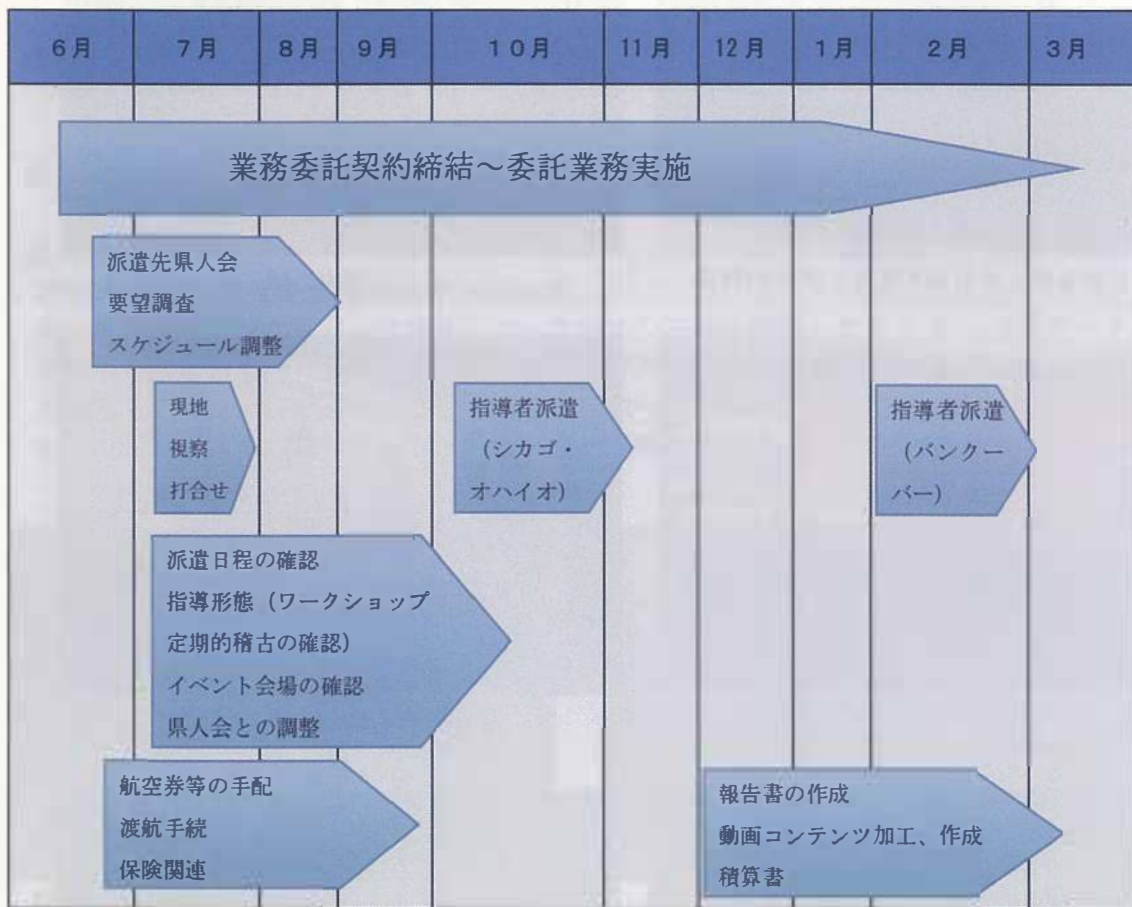 6月 7月 8月 9月 10月 11月 12月 1月 2月 3月
業務委託契約締結～委託業務実施
派遣先県人会
要望調査
スケジュール調整
現地
視察
打合せ
指導者派遣
(シカゴ・
オハイオ)
指導者派遣
(バンクー
バー)
派遣日程の確認
指導形態（ワークショップ
定期的稽古の確認）
イベント会場の確認
県人会との調整
航空券等の手配
渡航手続
保険関連
報告書の作成
動画コンテンツ加工、作成
積算書